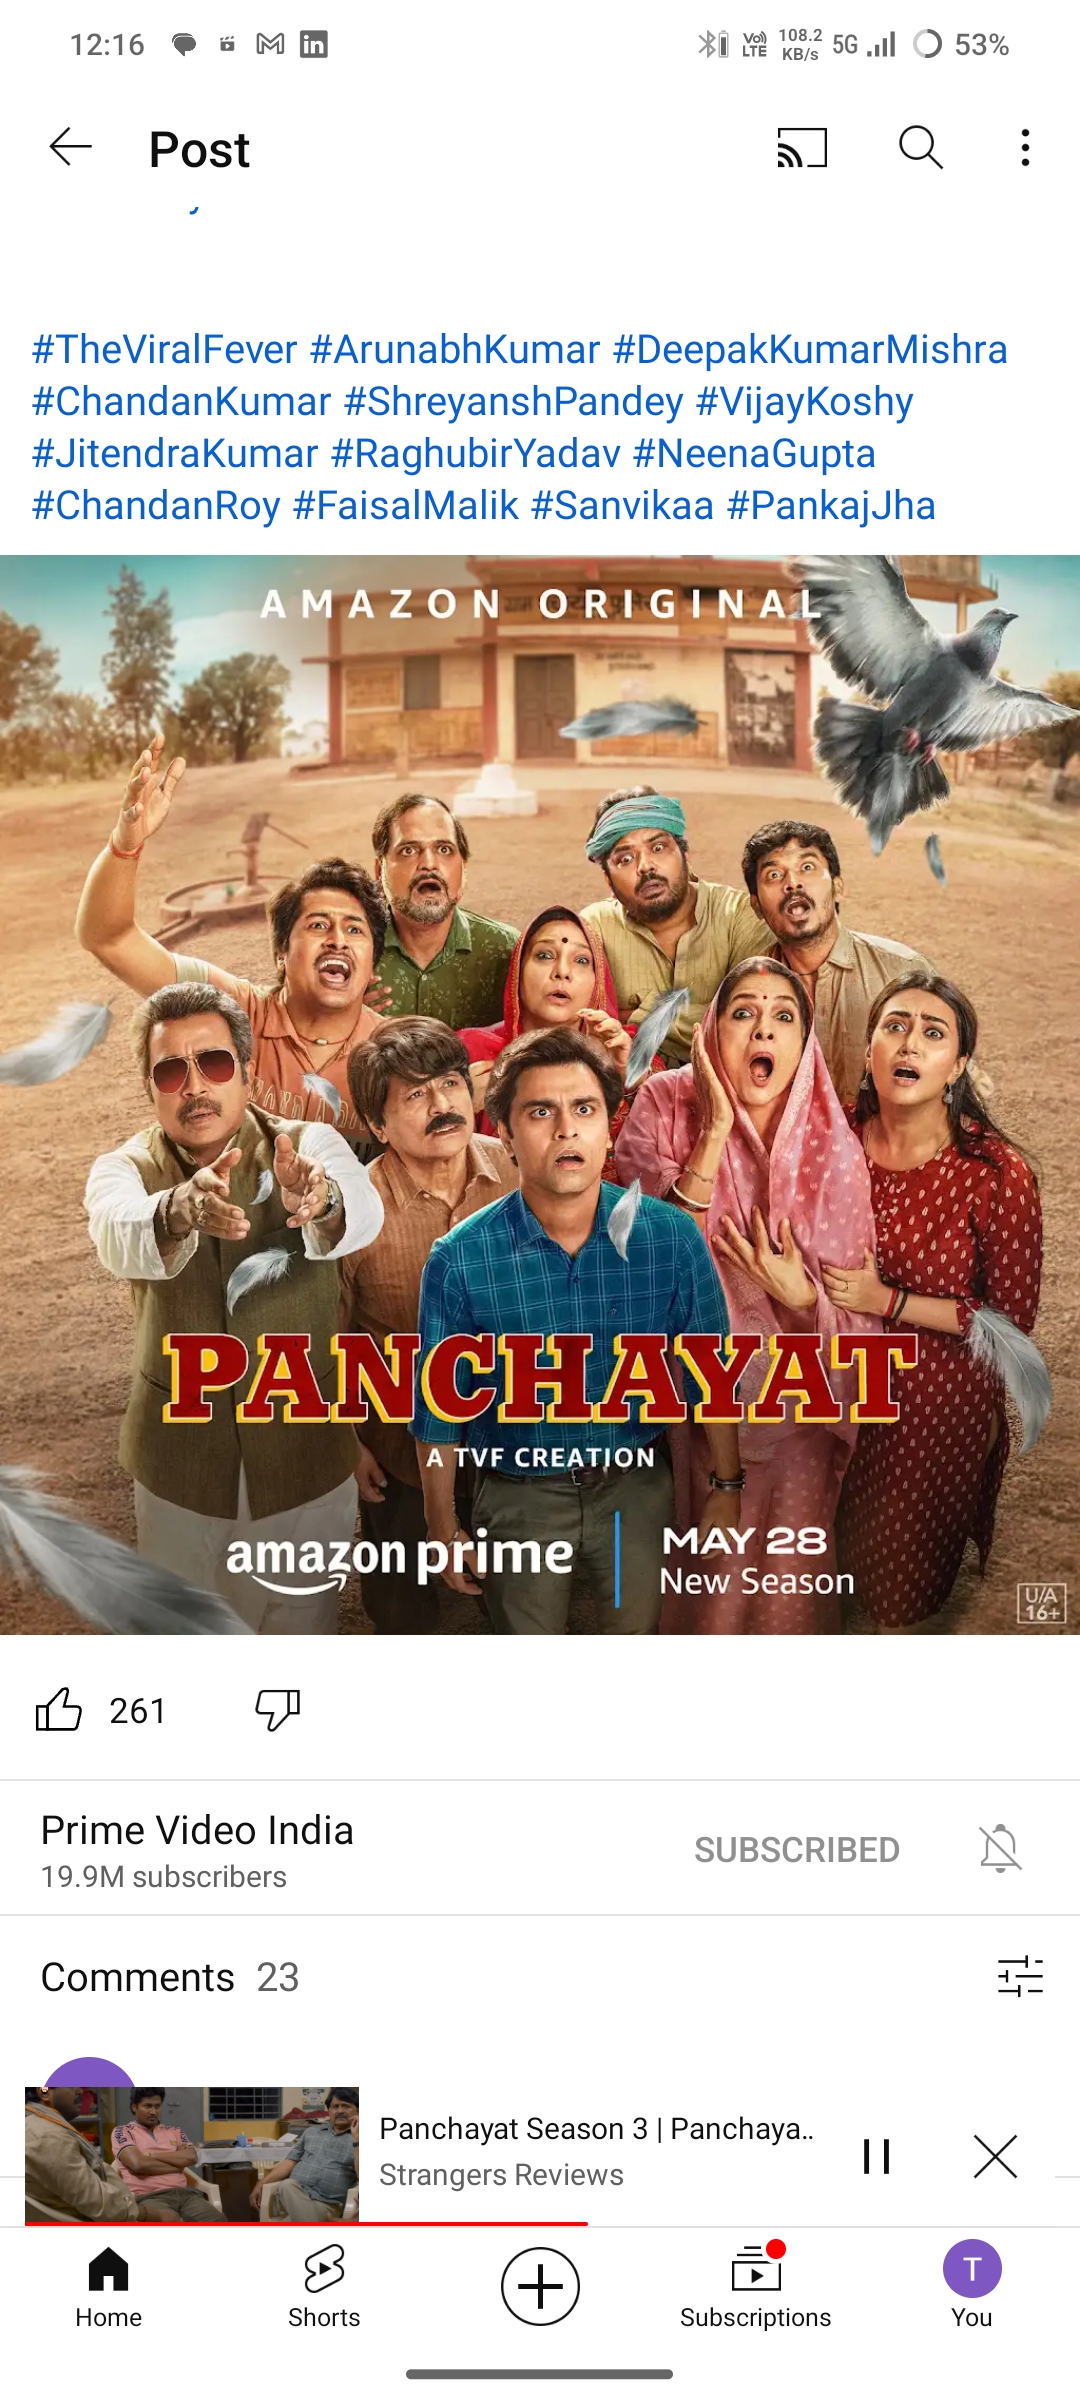 12:16
Vo)) LTE 108.2 KB/s 5G 53%
Post
#TheViralFever #ArunabhKumar #DeepakKumarMishra
#ChandanKumar #ShreyanshPandey #VijayKoshy
#JitendraKumar #RaghubirYadav #NeenaGupta
#ChandanRoy #FaisalMalik #Sanvikaa #PankajJha
AMAZON ORIGINAL
PANCHAYAT
A TVF CREATION
amazon prime
MAY 28
New Season
U/A
16+
261
Prime Video India
19.9M subscribers
SUBSCRIBED
Comments 23
Panchayat Season 3 | Panchaya..
Strangers Reviews
Home
Shorts
Subscriptions
T
You